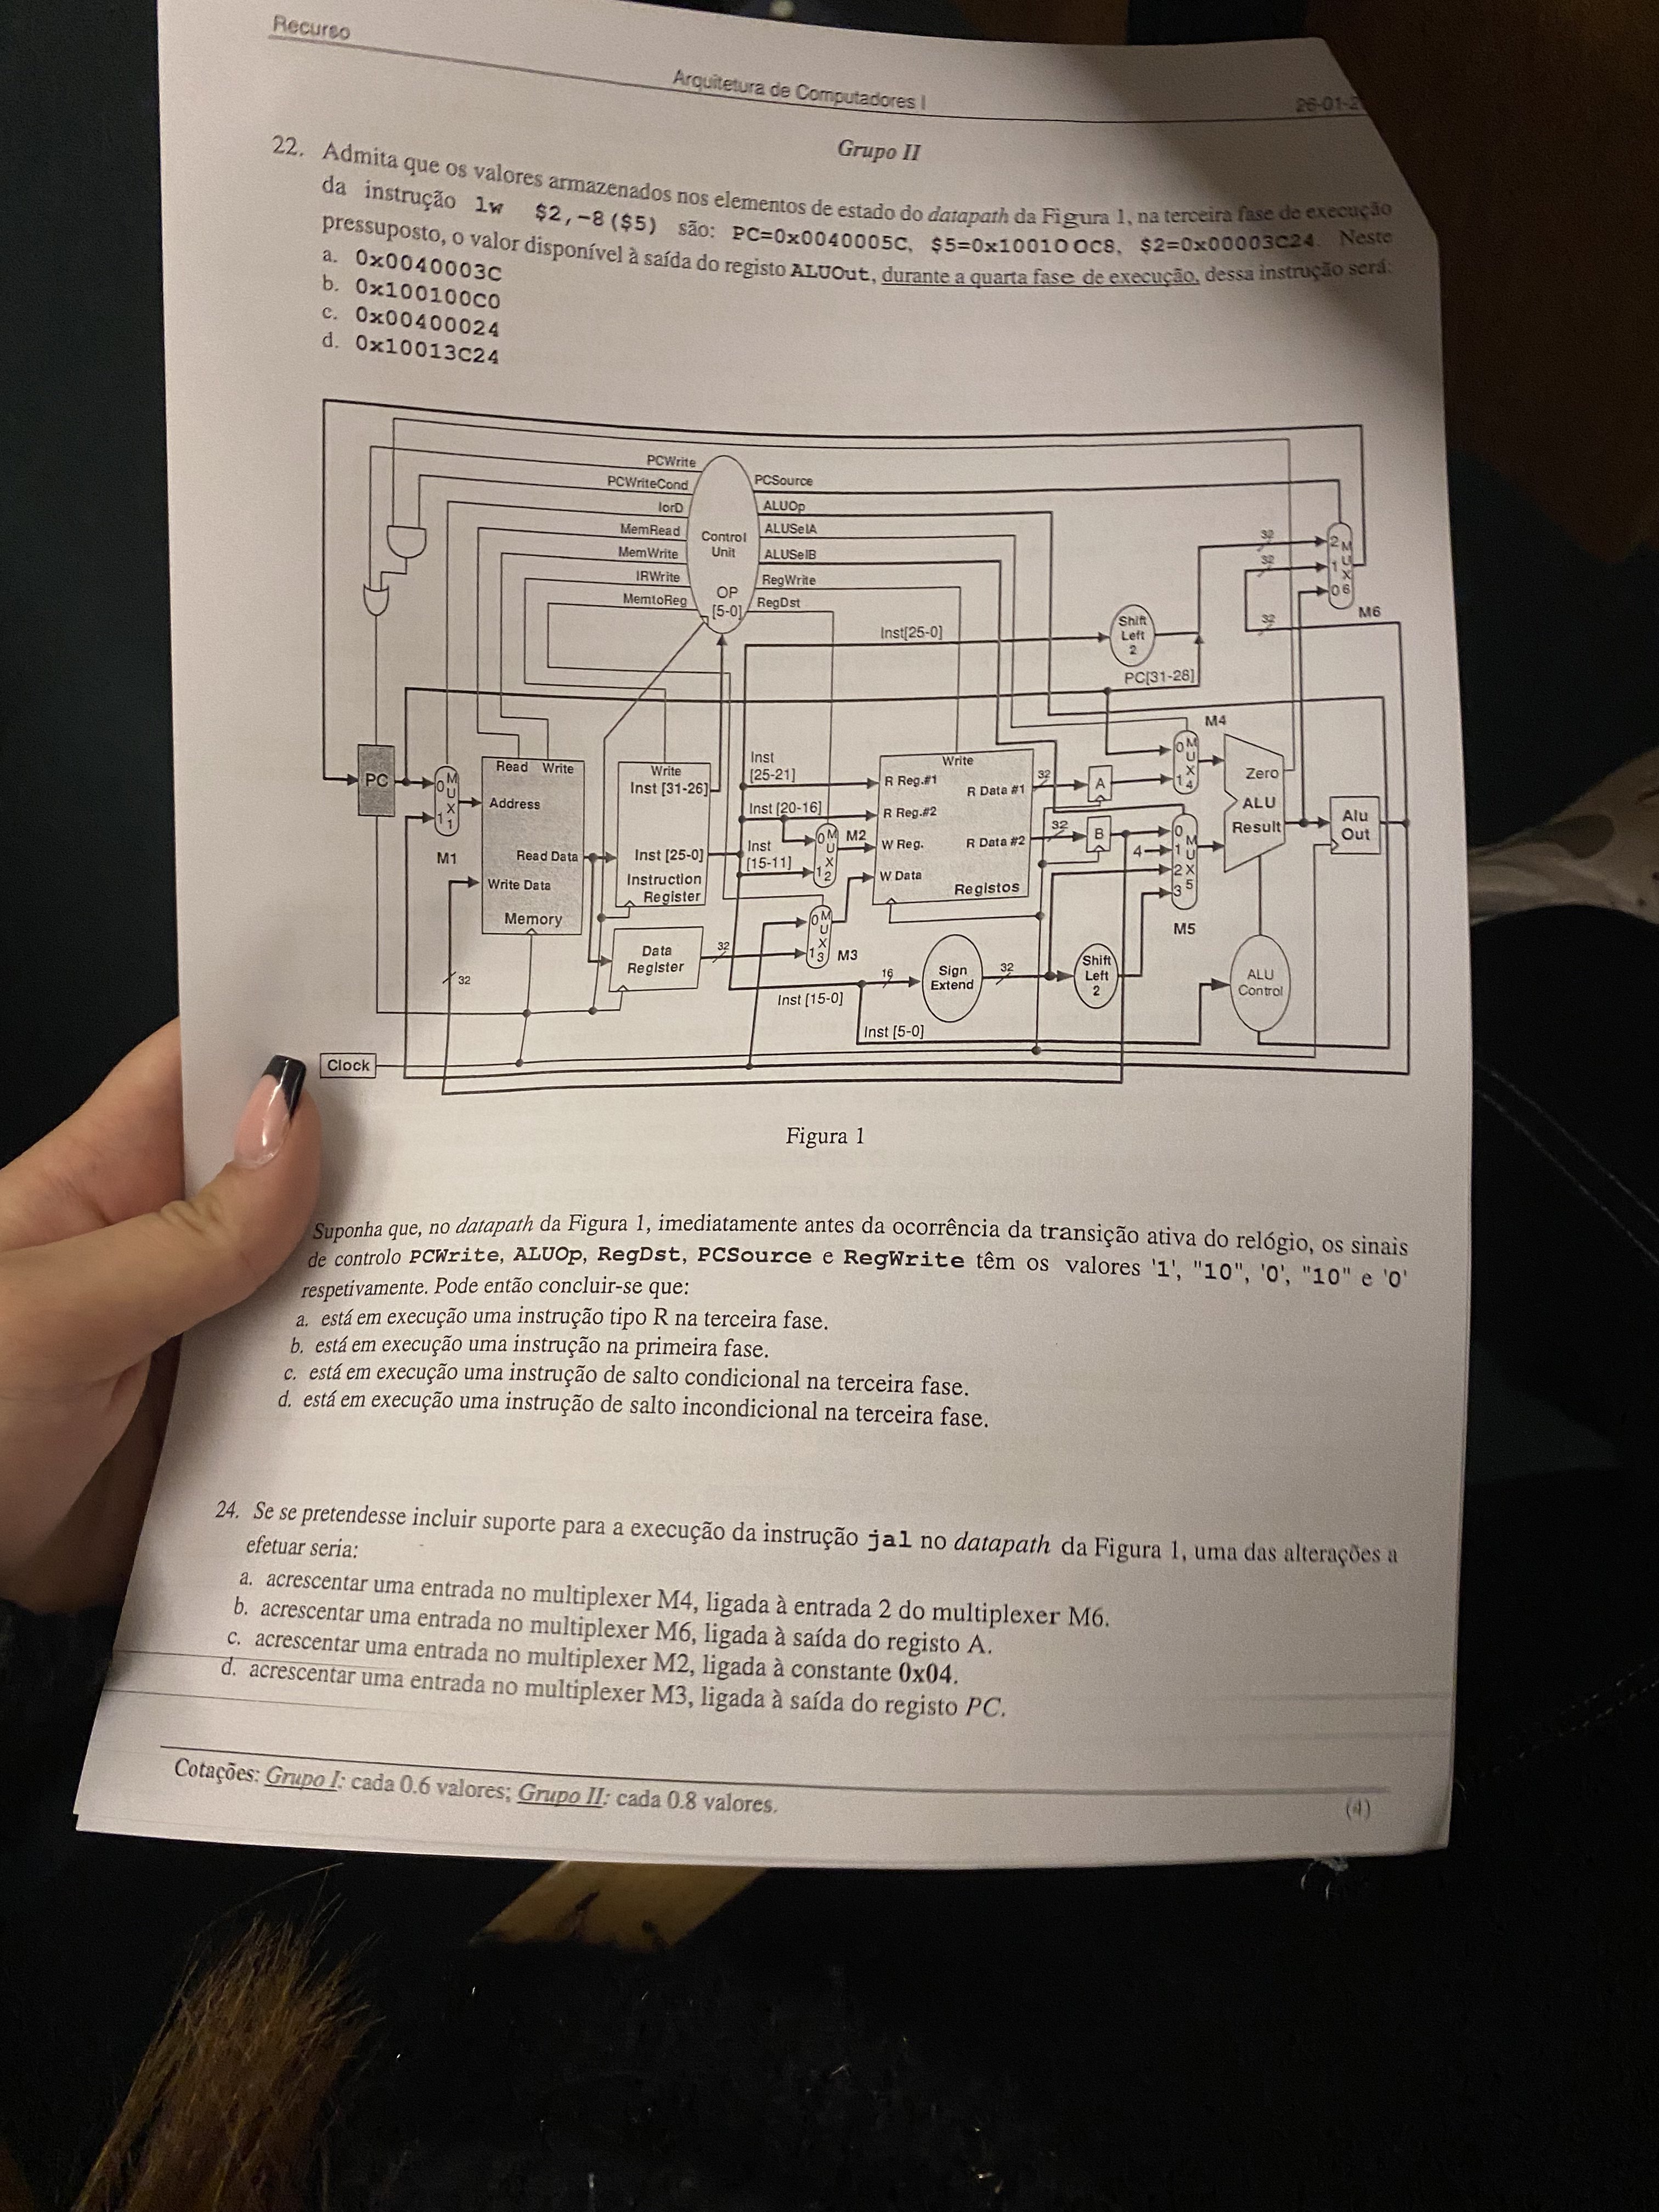 Recurso
Arquitetura de Computadores I
26-01-2
Grupo II
22. Admita que os valores armazenados nos elementos de estado do datapath da Figura 1, na terceira fase de execução
da instrução lw $2,-8($5) são: PC=0x0040005C, $5=0x100100C8, $2=0x00003C24. Neste
pressuposto, o valor disponível à saída do registo ALUOut, durante a quarta fase de execução, dessa instrução será:
a. 0x0040003C
b. 0x100100C0
c. 0x00400024
d. 0x10013C24
PCWrite
PCWriteCond
IorD
MemRead
MemWrite
IRWrite
MemtoReg
Control
Unit
OP
[5-0]
PCSource
ALUOp
ALUSelA
ALUSelB
RegWrite
RegDst
Inst[25-0]
Shift
Left
2
PC[31-28]
32
32
32
2
1
0
M
U
X
6
M6
PC
0
1
M
U
X
1
M1
Read Write
Address
Read Data
Write Data
Memory
32
Write
Inst [31-26]
Inst [25-0]
Instruction
Register
Data
Register
32
Inst
[25-21]
Inst [20-16]
Inst
[15-11]
0
1
M
U
X
2
M2
0
1
M
U
X
3
M3
Write
R Reg.#1
R Data #1
R Reg.#2
W Reg.
R Data #2
W Data
Registos
32
32
A
B
4
M4
0
1
M
U
X
4
0
1
2
3
M
U
X
5
M5
Zero
ALU
Result
Alu
Out
Inst [15-0]
16
Sign
Extend
32
Shift
Left
2
ALU
Control
Inst [5-0]
Clock
Figura 1
Suponha que, no datapath da Figura 1, imediatamente antes da ocorrência da transição ativa do relógio, os sinais
de controlo PCWrite, ALUOp, RegDst, PCSource e RegWrite têm os valores '1', "10", '0', "10" e '0'
respetivamente. Pode então concluir-se que:
a. está em execução uma instrução tipo R na terceira fase.
b. está em execução uma instrução na primeira fase.
c. está em execução uma instrução de salto condicional na terceira fase.
d. está em execução uma instrução de salto incondicional na terceira fase.
24. Se se pretendesse incluir suporte para a execução da instrução jal no datapath da Figura 1, uma das alterações a
efetuar seria:
a. acrescentar uma entrada no multiplexer M4, ligada à entrada 2 do multiplexer M6.
b. acrescentar uma entrada no multiplexer M6, ligada à saída do registo A.
c. acrescentar uma entrada no multiplexer M2, ligada à constante 0x04.
d. acrescentar uma entrada no multiplexer M3, ligada à saída do registo PC.
Cotações: Grupo I: cada 0.6 valores; Grupo II: cada 0.8 valores.
(4)